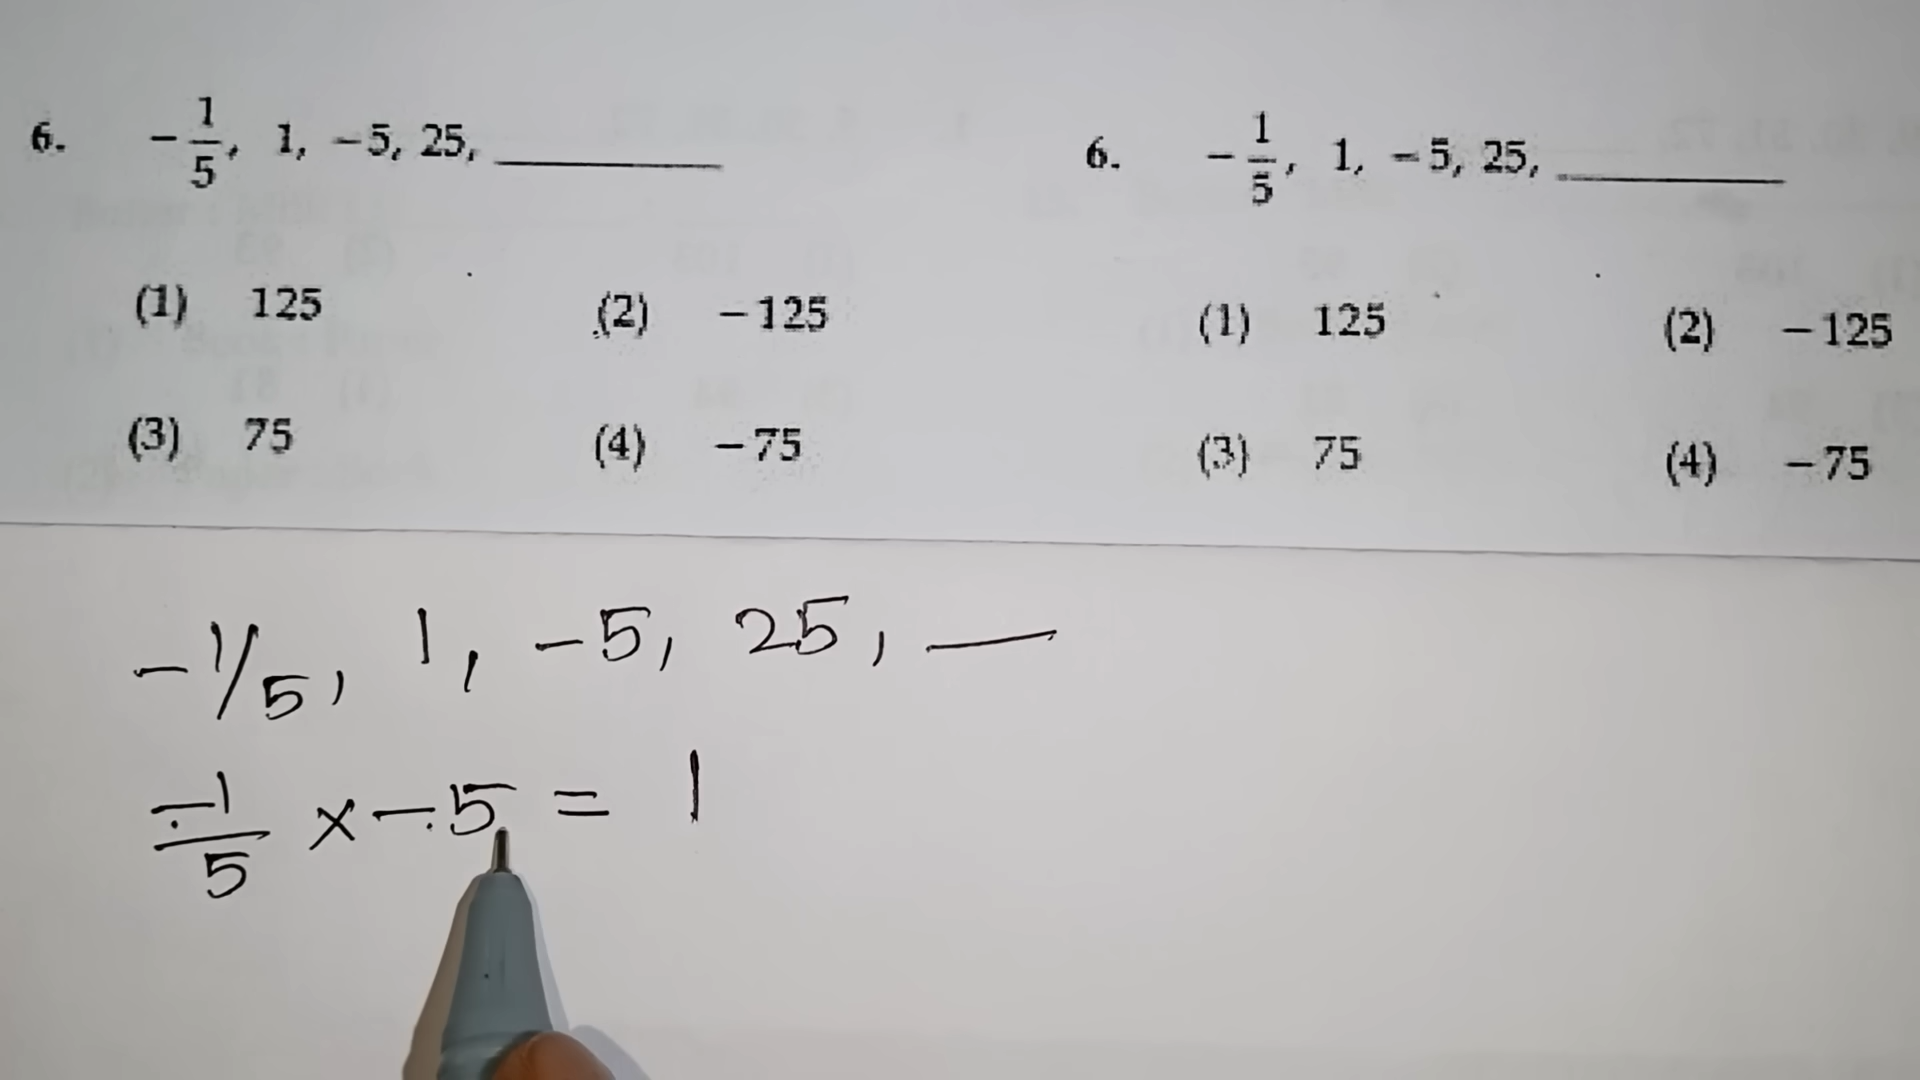 6. -1/5, 1, -5, 25, ________
(1) 125 (2) -125
(3) 75 (4) -75
6. -1/5, 1, -5, 25, ________
(1) 125 (2) -125
(3) 75 (4) -75
-1/5, 1, -5, 25, __
-1/5 × -5 = 1